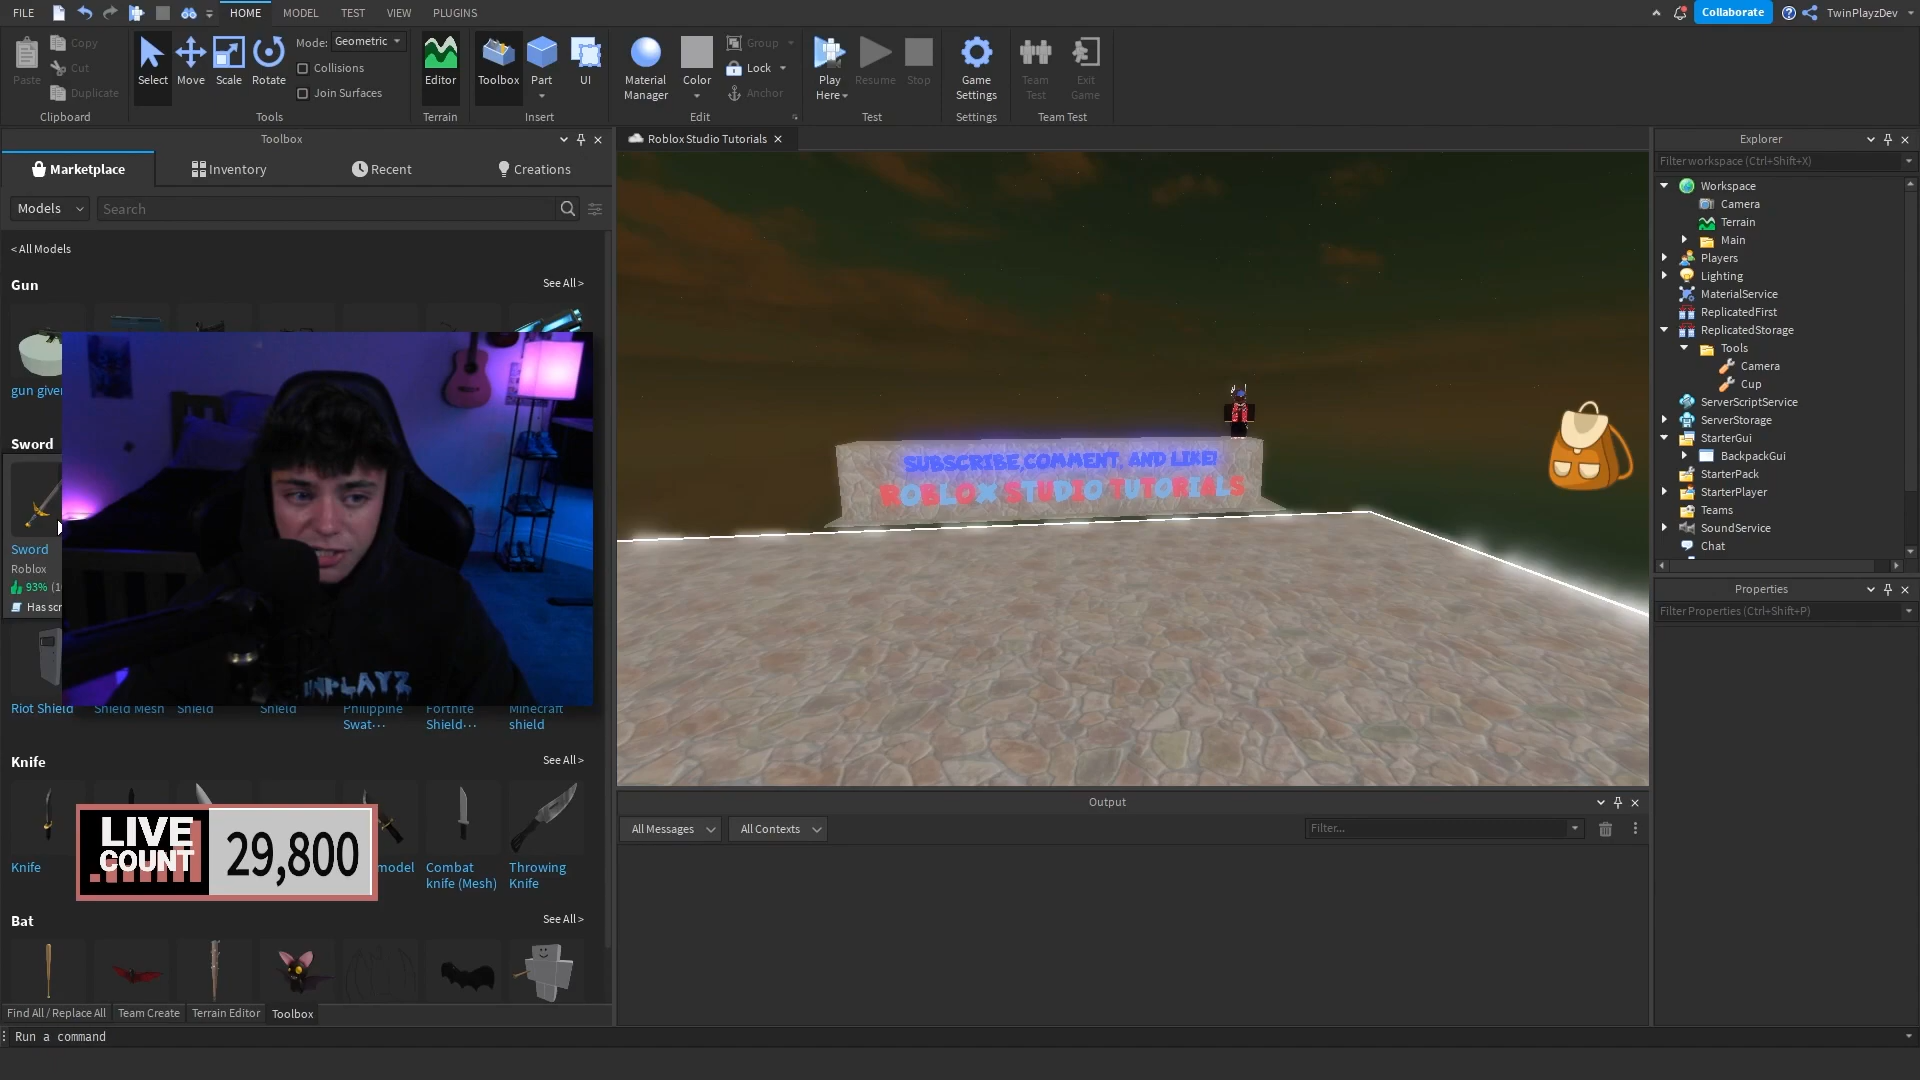 FILE
HOME
MODEL
TEST
VIEW
PLUGINS
Collaborate
TwinPlayzDev
Paste
Copy
Cut
Duplicate
Clipboard
Select
Move
Scale
Rotate
Mode:
Geometric
Collisions
Join Surfaces
Tools
Editor
Terrain
Toolbox
Part
UI
Insert
Material
Manager
Color
Group
Lock
Anchor
Edit
Play
Here
Resume
Stop
Test
Game
Settings
Settings
Team
Test
Exit
Game
Team Test
Toolbox
Marketplace
Inventory
Recent
Creations
Models
Search
< All Models
Gun
See All >
gun giver
Sword
Sword
Roblox
93%
Has scr
Riot Shield
Shield Mesh
Shield
Shield
Philippine
Swat...
Fortnite
Shield...
Minecraft
shield
INPLAYZ
Knife
See All >
Knife
model
Combat
knife (Mesh)
Throwing
Knife
LIVE
COUNT
29,800
Bat
See All >
Find All / Replace All
Team Create
Terrain Editor
Toolbox
Run a command
Roblox Studio Tutorials
SUBSCRIBE, COMMENT, AND LIKE!
ROBLOX STUDIO TUTORIALS
Output
All Messages
All Contexts
Filter...
Explorer
Filter workspace (Ctrl+Shift+X)
Workspace
Camera
Terrain
Main
Players
Lighting
MaterialService
ReplicatedFirst
ReplicatedStorage
Tools
Camera
Cup
ServerScriptService
ServerStorage
StarterGui
BackpackGui
StarterPack
StarterPlayer
Teams
SoundService
Chat
Properties
Filter Properties (Ctrl+Shift+P)